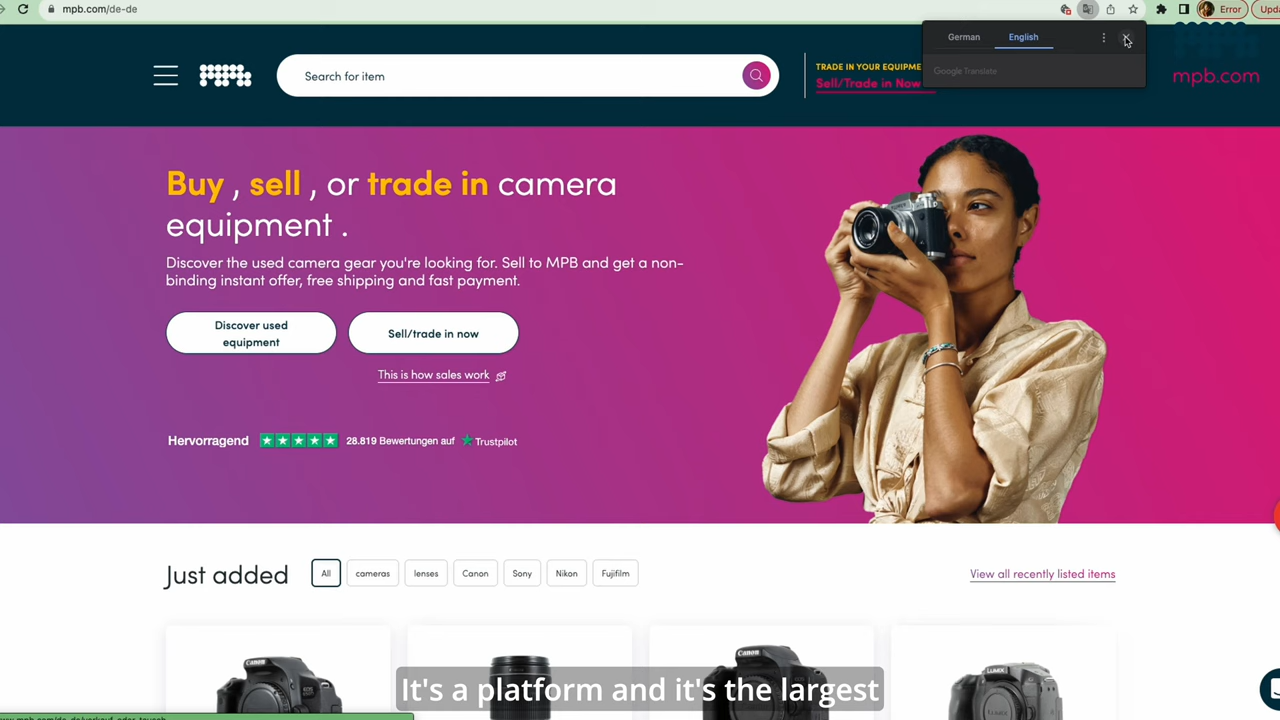 mpb.com/de-de
Error
German
English
Google Translate
Search for item
TRADE IN YOUR EQUIPME
Sell/Trade in Now
mpb.com
Buy , sell , or trade in camera
equipment .
Discover the used camera gear you're looking for. Sell to MPB and get a non-
binding instant offer, free shipping and fast payment.
Discover used
equipment
Sell/trade in now
This is how sales work
Hervorragend
28.819 Bewertungen auf
Trustpilot
Just added
All
cameras
lenses
Canon
Sony
Nikon
Fujifilm
View all recently listed items
Canon
Canon
LUMIX
It's a platform and it's the largest